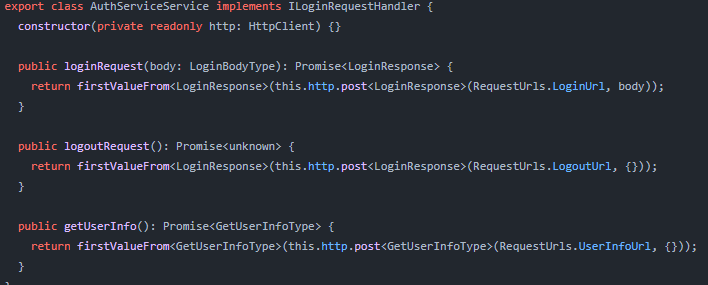 export class AuthServiceService implements ILoginRequestHandler {
constructor(private readonly http: HttpClient) {}
public loginRequest(body: LoginBodyType): Promise<LoginResponse> {
return firstValueFrom<LoginResponse>(this.http.post<LoginResponse>(RequestUrls.LoginUrl, body));
}
public logoutRequest(): Promise<unknown> {
return firstValueFrom<LoginResponse>(this.http.post<LoginResponse>(RequestUrls.LogoutUrl, {}));
}
public getUserInfo(): Promise<GetUserInfoType> {
return firstValueFrom<GetUserInfoType>(this.http.post<GetUserInfoType>(RequestUrls.UserInfoUrl, {}));
}
}